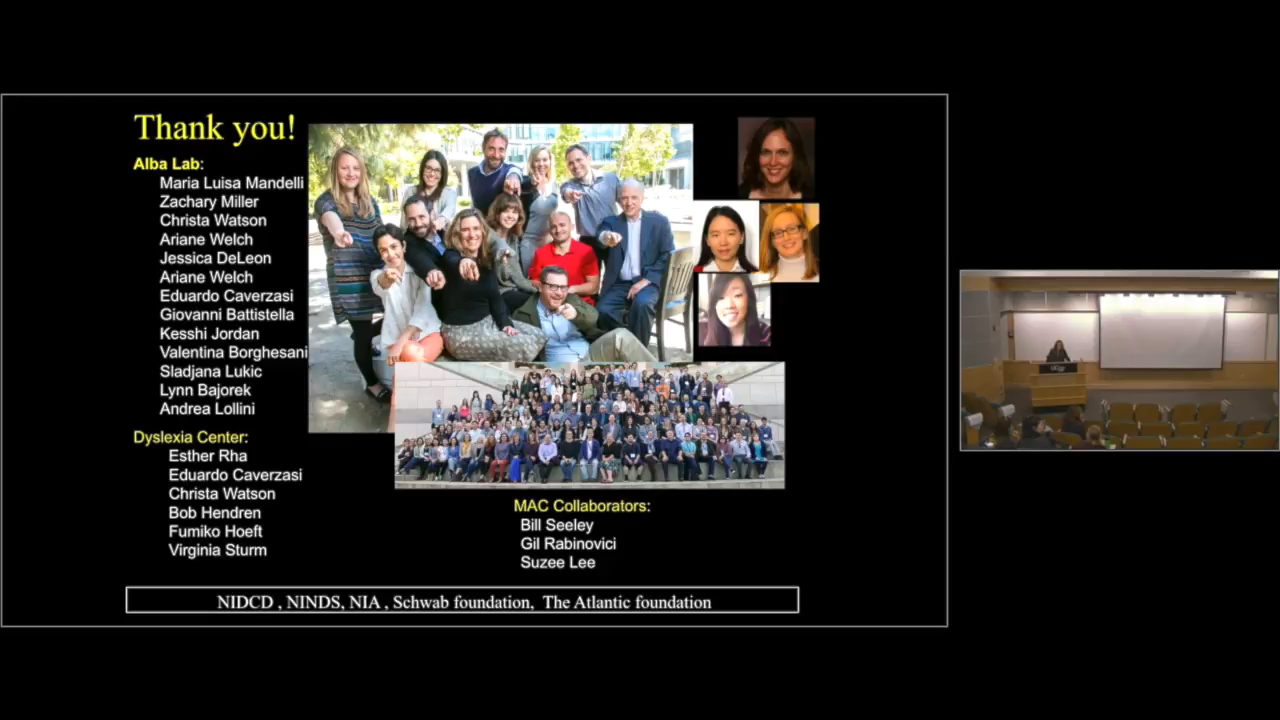 Thank you!
Alba Lab:
Maria Luisa Mandelli
Zachary Miller
Christa Watson
Ariane Welch
Jessica DeLeon
Ariane Welch
Eduardo Caverzasi
Giovanni Battistella
Kesshi Jordan
Valentina Borghesani
Sladjana Lukic
Lynn Bajorek
Andrea Lollini
Dyslexia Center:
Esther Rha
Eduardo Caverzasi
Christa Watson
Bob Hendren
Fumiko Hoeft
Virginia Sturm
MAC Collaborators:
Bill Seeley
Gil Rabinovici
Suzee Lee
NIDCD , NINDS, NIA , Schwab foundation, The Atlantic foundation